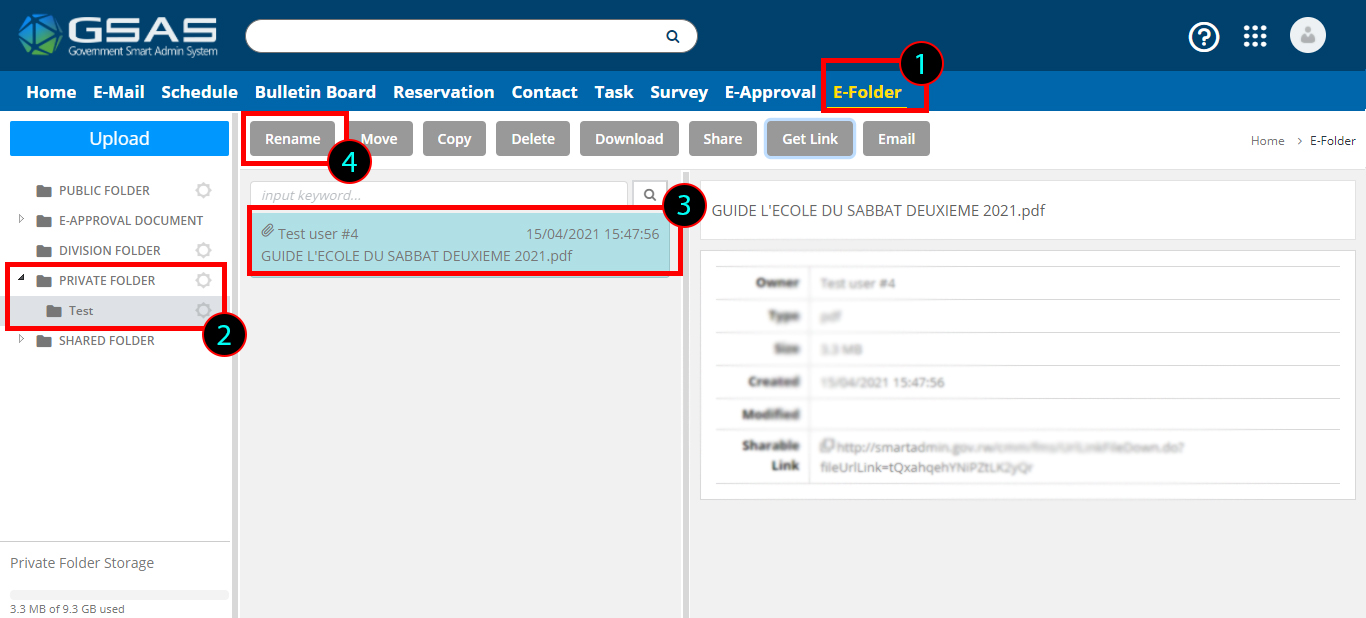 GSAS
Government Smart Admin System
Home E-Mail Schedule Bulletin Board Reservation Contact Task Survey E-Approval E-Folder
1
Upload
Rename Move Copy Delete Download Share Get Link Email
4
Home > E-Folder
PUBLIC FOLDER
E-APPROVAL DOCUMENT
DIVISION FOLDER
PRIVATE FOLDER
Test
2
SHARED FOLDER
Private Folder Storage
3.3 MB of 9.3 GB used
input keyword...
3
Test user #4 15/04/2021 15:47:56
GUIDE L'ECOLE DU SABBAT DEUXIEME 2021.pdf
GUIDE L'ECOLE DU SABBAT DEUXIEME 2021.pdf
Owner Test user #4
Type pdf
Size 3.3 MB
Created 15/04/2021 15:47:56
Modified
Sharable http://smartadmin.gov.rw/
Link